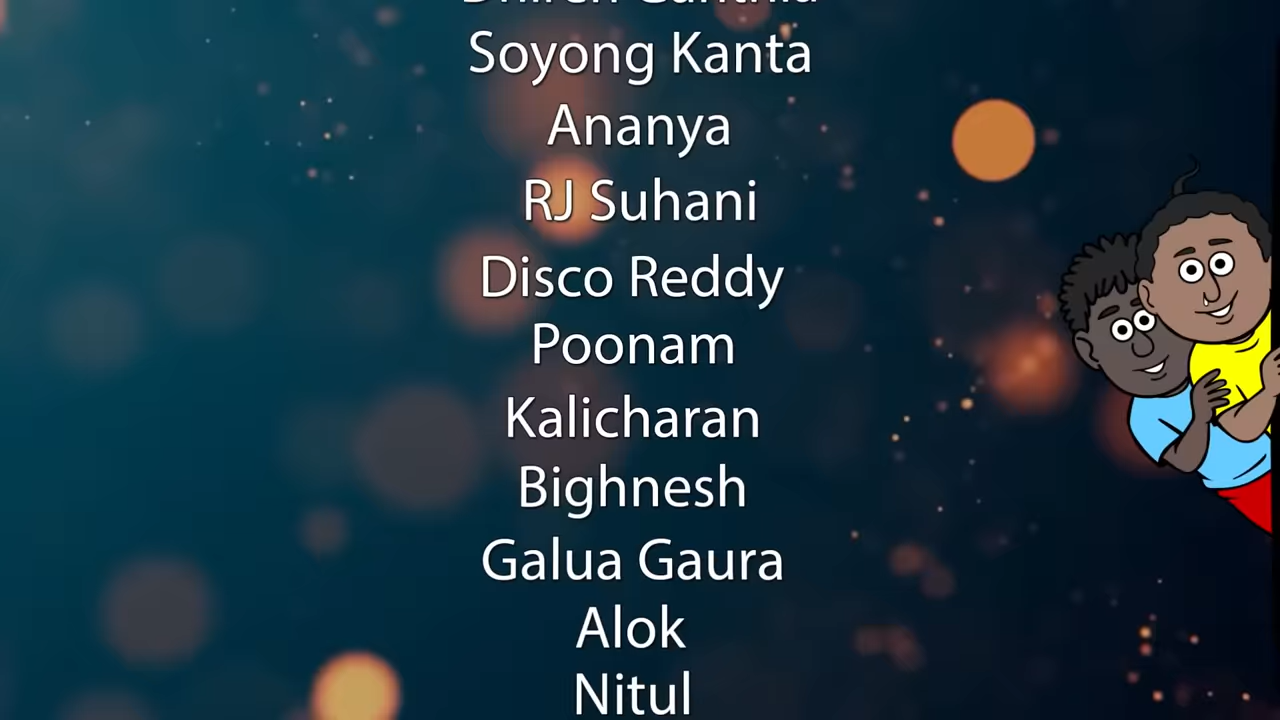 Soyong Kanta
Ananya
RJ Suhani
Disco Reddy
Poonam
Kalicharan
Bighnesh
Galua Gaura
Alok
Nitul